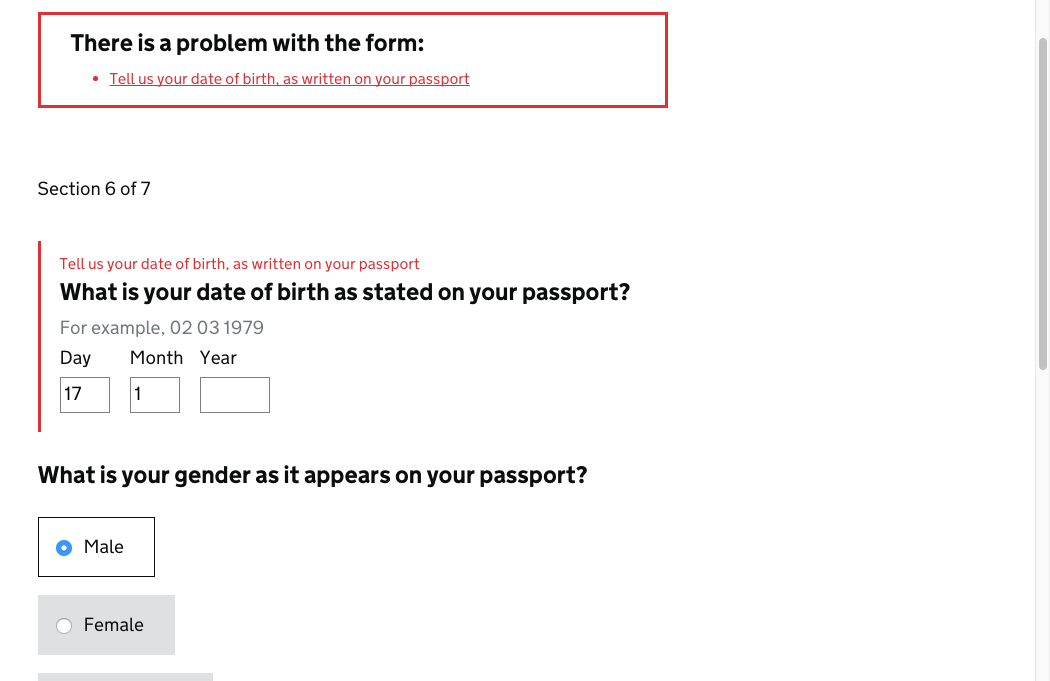 There is a problem with the form:
• Tell us your date of birth, as written on your passport
Section 6 of 7
Tell us your date of birth, as written on your passport
What is your date of birth as stated on your passport?
For example, 02 03 1979
Day Month Year
17 1
What is your gender as it appears on your passport?
Male
Female